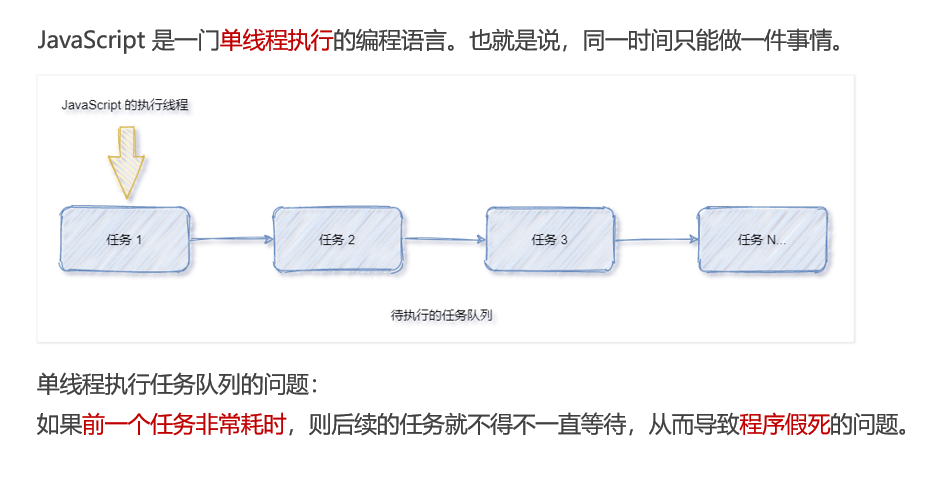 JavaScript 是一门单线程执行的编程语言。也就是说，同一时间只能做一件事情。
JavaScript 的执行线程
任务 1
任务 2
任务 3
任务 N...
待执行的任务队列
单线程执行任务队列的问题：
如果前一个任务非常耗时，则后续的任务就不得不一直等待，从而导致程序假死的问题。